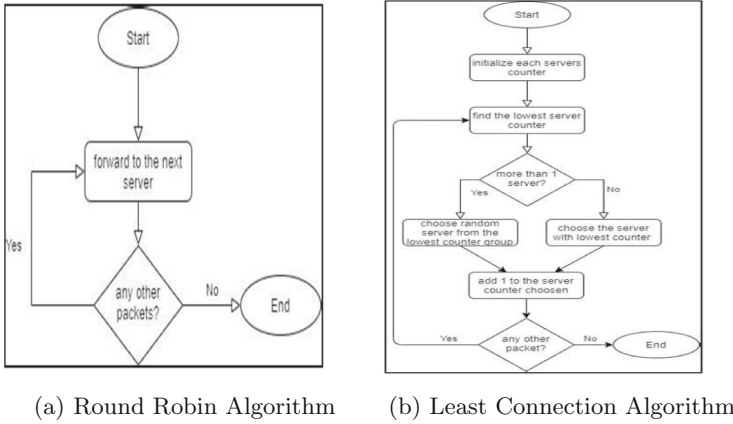 Start
forward to the next
server
Yes
any other
packets?
No
End
(a) Round Robin Algorithm
Start
initialize each servers
counter
find the lowest server
counter
more than 1
server?
Yes
No
choose random
server from the
lowest counter group
choose the server
with lowest counter
add 1 to the server
counter choosen
Yes
any other
packet?
No
End
(b) Least Connection Algorithm